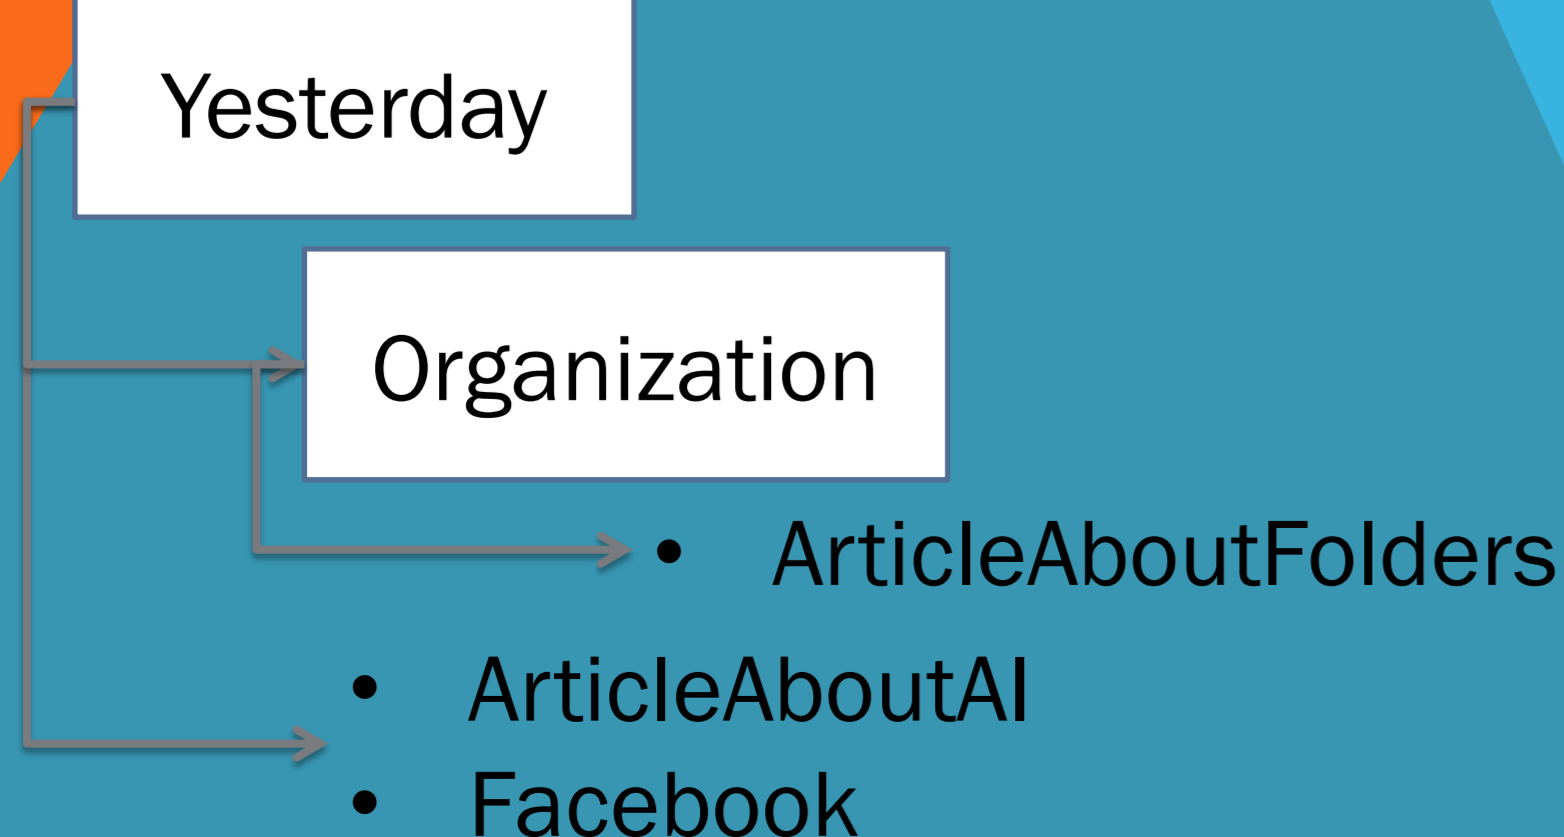 Yesterday
Organization
• ArticleAboutFolders
• ArticleAboutAI
• Facebook